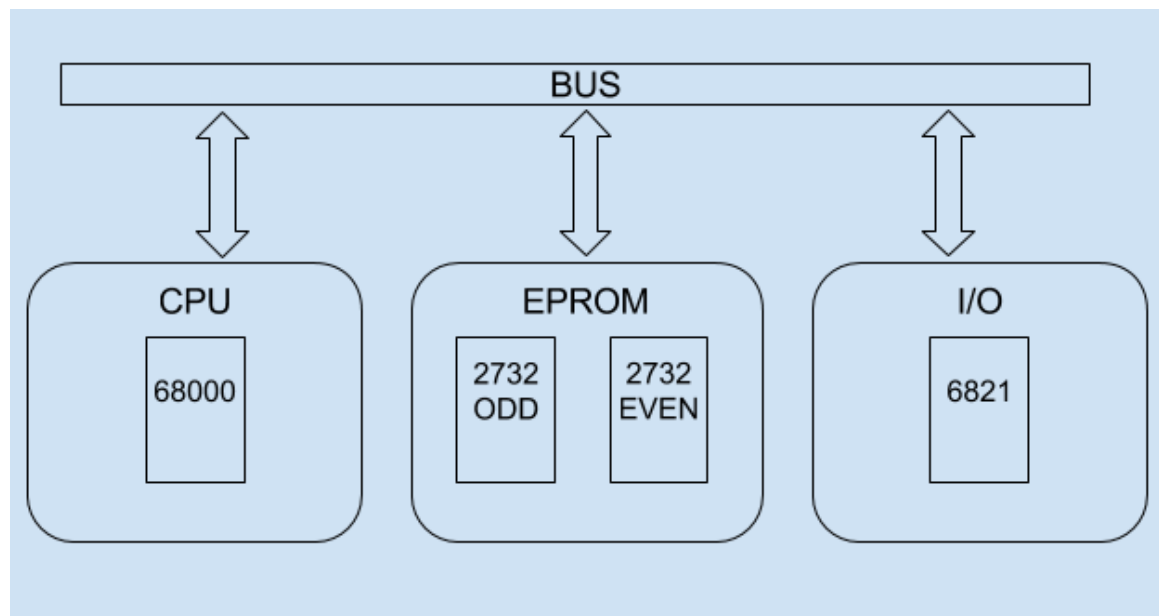 BUS
CPU
68000
EPROM
2732
ODD
2732
EVEN
I/O
6821